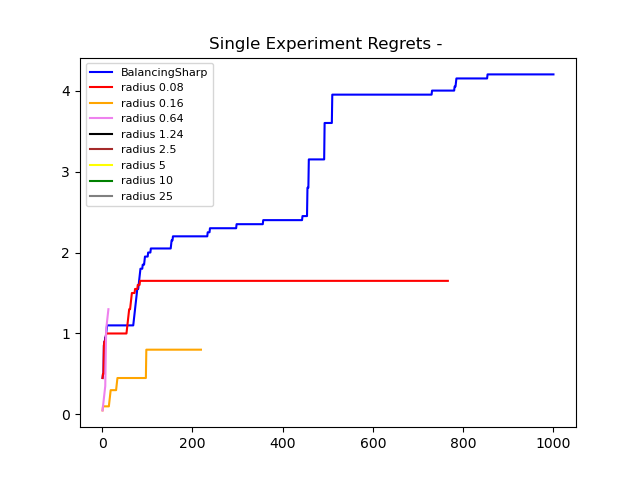 Single Experiment Regrets -
BalancingSharp
radius 0.08
radius 0.16
radius 0.64
radius 1.24
radius 2.5
radius 5
radius 10
radius 25
4
3
2
1
0
0 200 400 600 800 1000